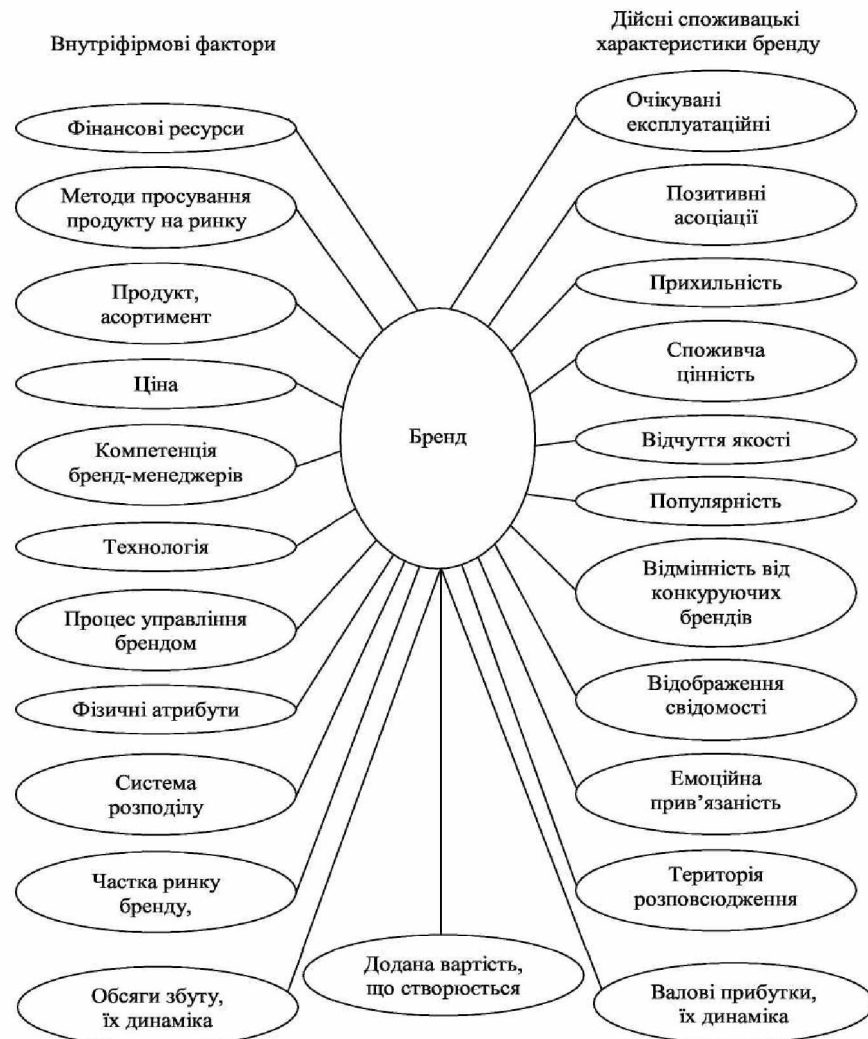 Внутріфірмові фактори
Фінансові ресурси
Методи просування
продукту на ринку
Продукт,
асортимент
Ціна
Компетенція
бренд-менеджерів
Технологія
Процес управління
брендом
Фізичні атрибути
Система
розподілу
Частка ринку
бренду,
Обсяги збуту,
їх динаміка
Бренд
Додана вартість,
що створюється
Дійсні споживацькі
характеристики бренду
Очікувані
експлуатаційні
Позитивні
асоціації
Прихильність
Споживча
цінність
Відчуття якості
Популярність
Відмінність від
конкуруючих
брендів
Відображення
свідомості
Емоційна
прив’язаність
Територія
розповсюдження
Валові прибутки,
їх динаміка